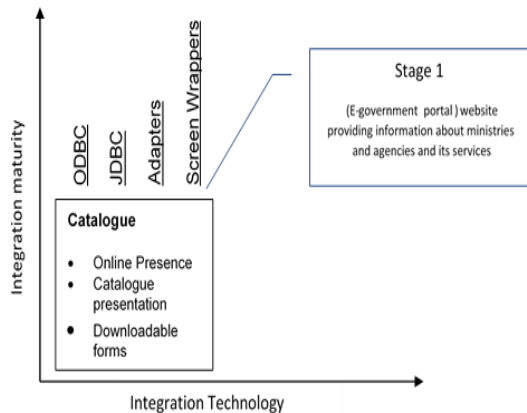 Integration maturity
ODBC
JDBC
Adapters
Screen Wrappers
Catalogue
• Online Presence
• Catalogue
presentation
• Downloadable
forms
Stage 1
(E-government portal ) website
providing information about ministries
and agencies and its services
Integration Technology